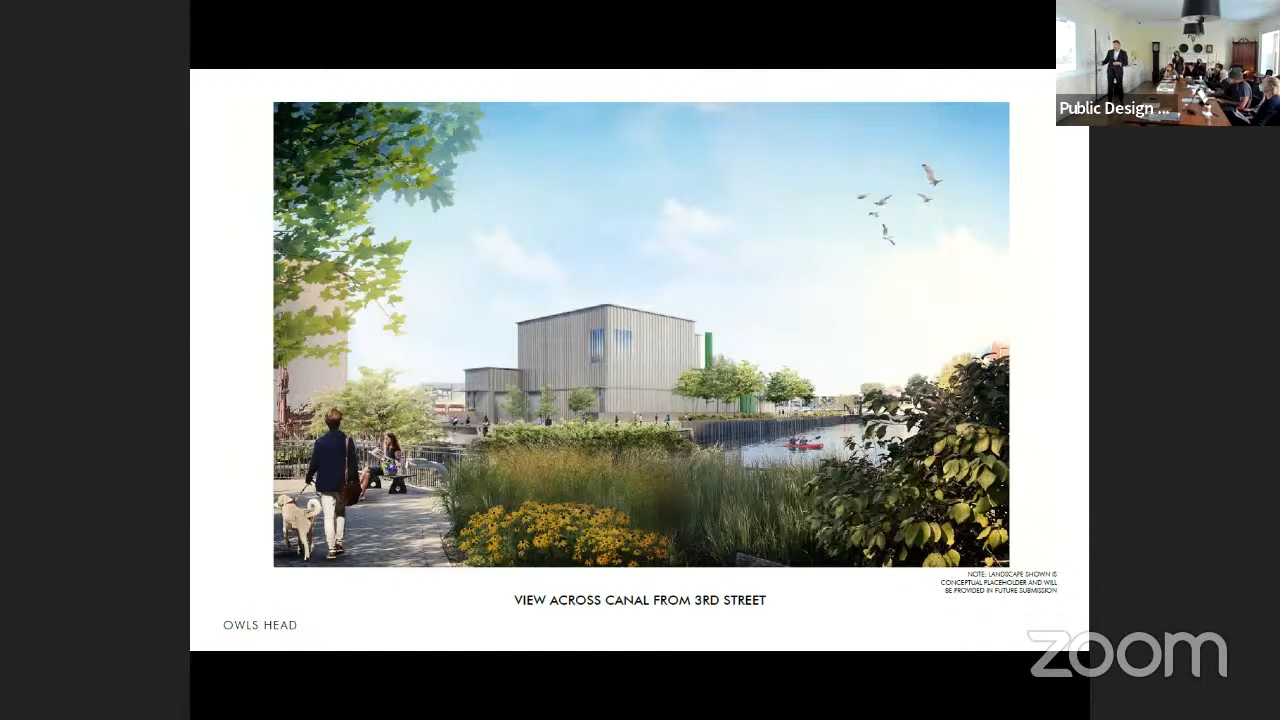 Public Design ...
NOTE: LANDSCAPE SHOWN IS
CONCEPTUAL PLACEHOLDER AND WILL
BE PROVIDED IN FUTURE SUBMISSION
VIEW ACROSS CANAL FROM 3RD STREET
OWLS HEAD
zoom